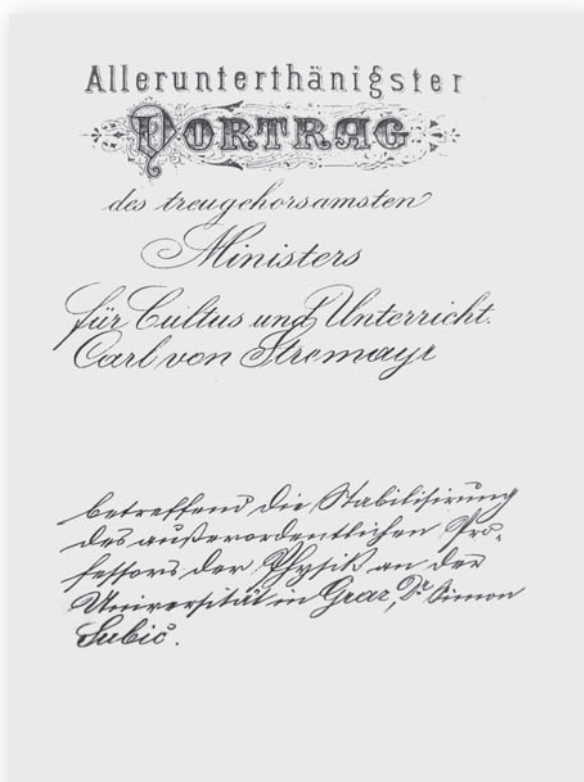 Allerunterthänigster
VORTRAG
des treugehorsamsten
Ministers
für Cultus und Unterricht.
Carl von Stremayr
betreffend die Stabilisirung
des außerordentlichen Pro-
fessors der Physik an der
Universität in Graz, Dr. Simon
Subic.